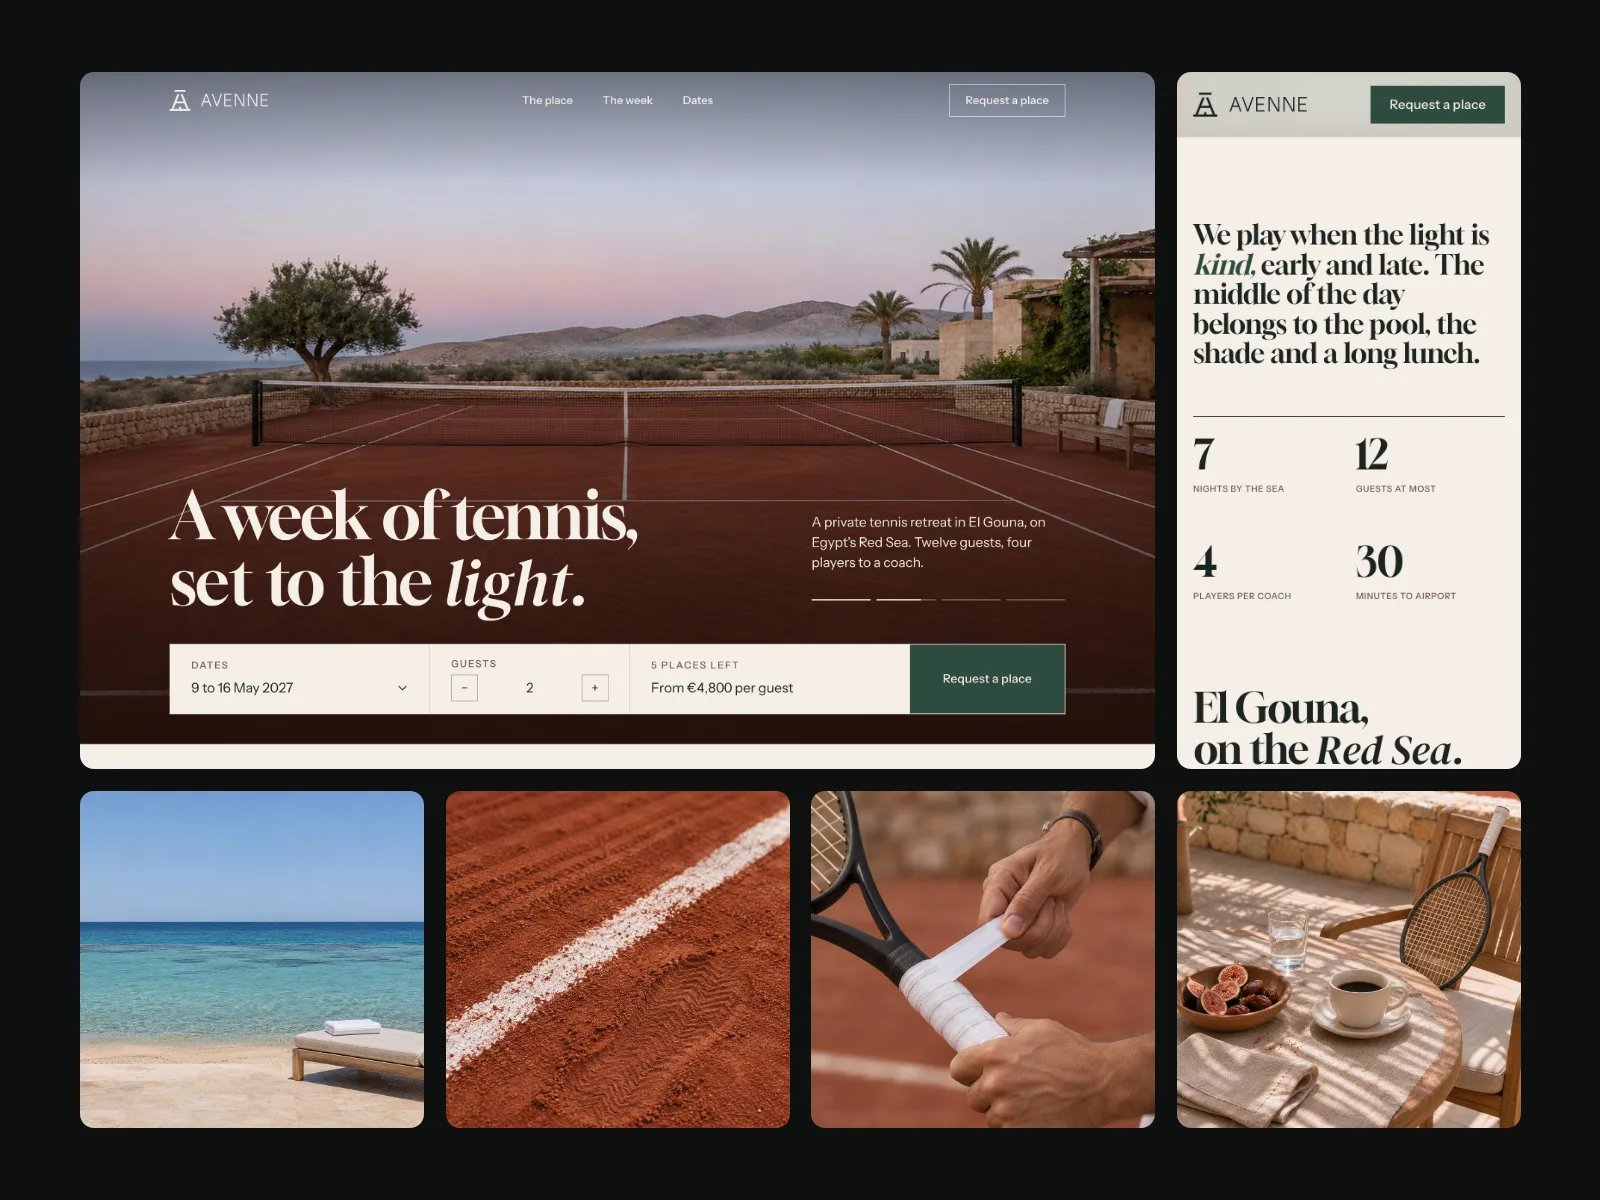 AVENNE
The place
The week
Dates
Request a place
A week of tennis,
set to the light.
A private tennis retreat in El Gouna, on
Egypt's Red Sea. Twelve guests, four
players to a coach.
DATES
9 to 16 May 2027
GUESTS
− 2 +
5 PLACES LEFT
From €4,800 per guest
Request a place
AVENNE
Request a place
We play when the light is
kind, early and late. The
middle of the day
belongs to the pool, the
shade and a long lunch.
7
NIGHTS BY THE SEA
12
GUESTS AT MOST
4
PLAYERS PER COACH
30
MINUTES TO AIRPORT
El Gouna,
on the Red Sea.